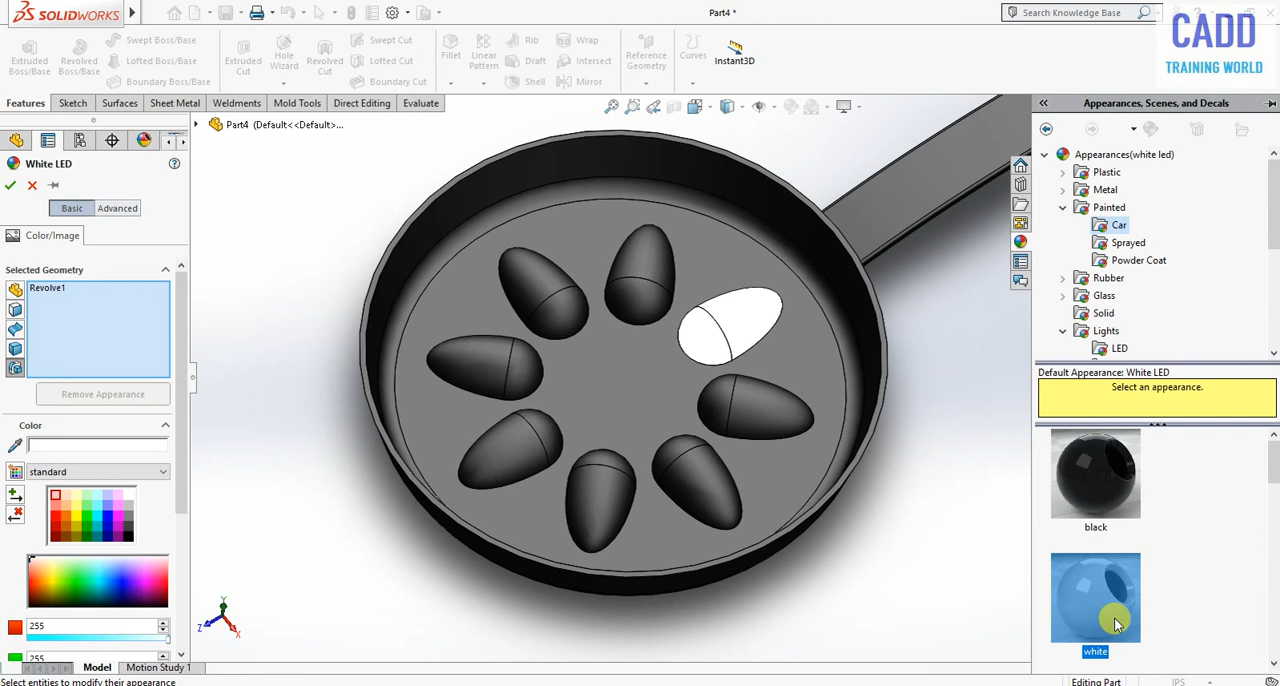 SOLIDWORKS
Part4 *
Search Knowledge Base
CADD
TRAINING WORLD
Extruded Boss/Base
Revolved Boss/Base
Swept Boss/Base
Lofted Boss/Base
Boundary Boss/Base
Extruded Cut
Hole Wizard
Revolved Cut
Swept Cut
Lofted Cut
Boundary Cut
Fillet
Linear Pattern
Rib
Draft
Shell
Wrap
Intersect
Mirror
Reference Geometry
Curves
Instant3D
Features
Sketch
Surfaces
Sheet Metal
Weldments
Mold Tools
Direct Editing
Evaluate
Part4 (Default<<Default>...
White LED
Basic
Advanced
Color/Image
Selected Geometry
Revolve1
Remove Appearance
Color
standard
255
255
Y
Z
X
Model
Motion Study 1
Select entities to modify their appearance
Editing Part
IPS
Appearances, Scenes, and Decals
Appearances(white led)
Plastic
Metal
Painted
Car
Sprayed
Powder Coat
Rubber
Glass
Solid
Lights
LED
Default Appearance: White LED
Select an appearance.
black
white